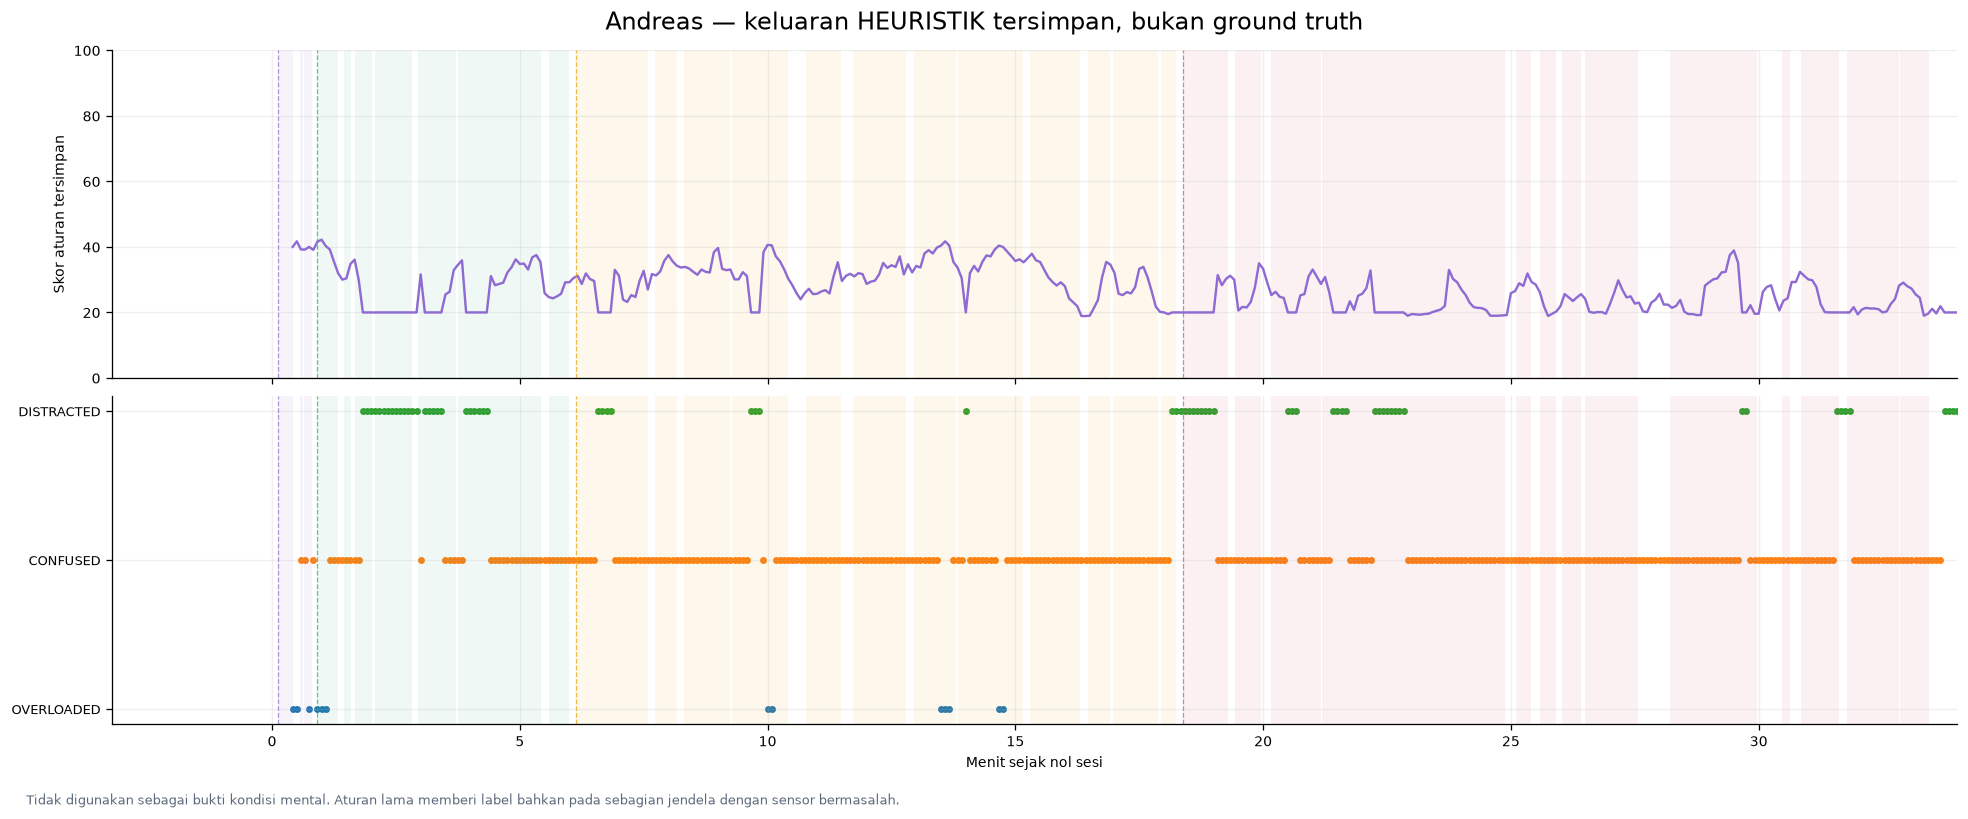 Andreas — keluaran HEURISTIK tersimpan, bukan ground truth
Skor aturan tersimpan
100
80
60
40
20
0
DISTRACTED
CONFUSED
OVERLOADED
0
5
10
15
20
25
30
Menit sejak nol sesi
Tidak digunakan sebagai bukti kondisi mental. Aturan lama memberi label bahkan pada sebagian jendela dengan sensor bermasalah.